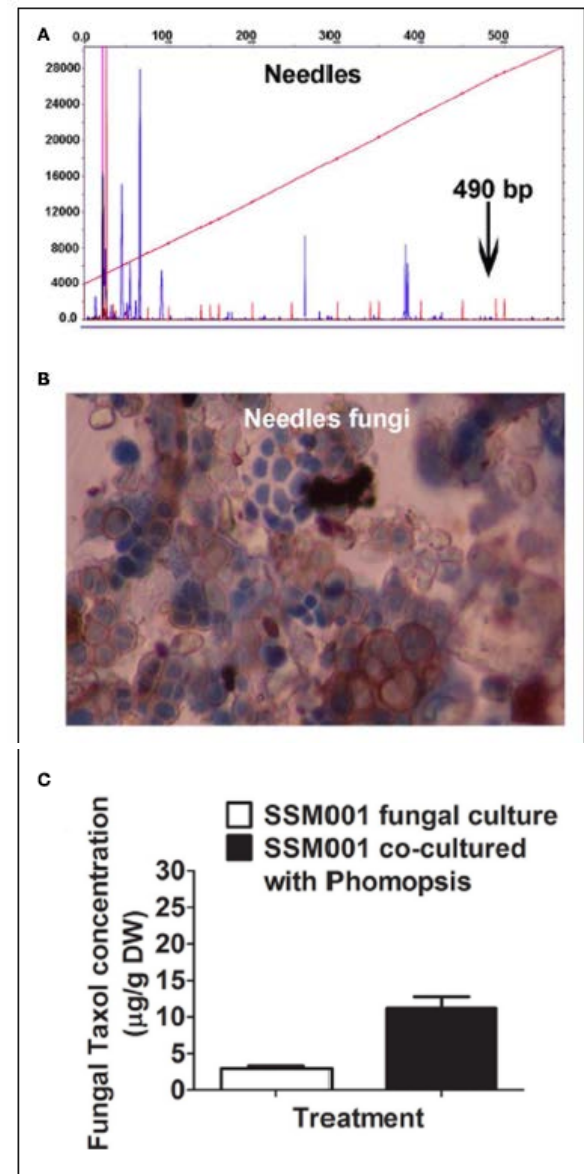 A
0.0 100 200 300 400 500
Needles
28000
24000
20000
16000
12000
8000
4000
0.0
490 bp
B
Needles fungi
C
SSM001 fungal culture
SSM001 co-cultured
with Phomopsis
Fungal Taxol concentration
(µg/g DW)
30
25
20
15
10
5
0
Treatment